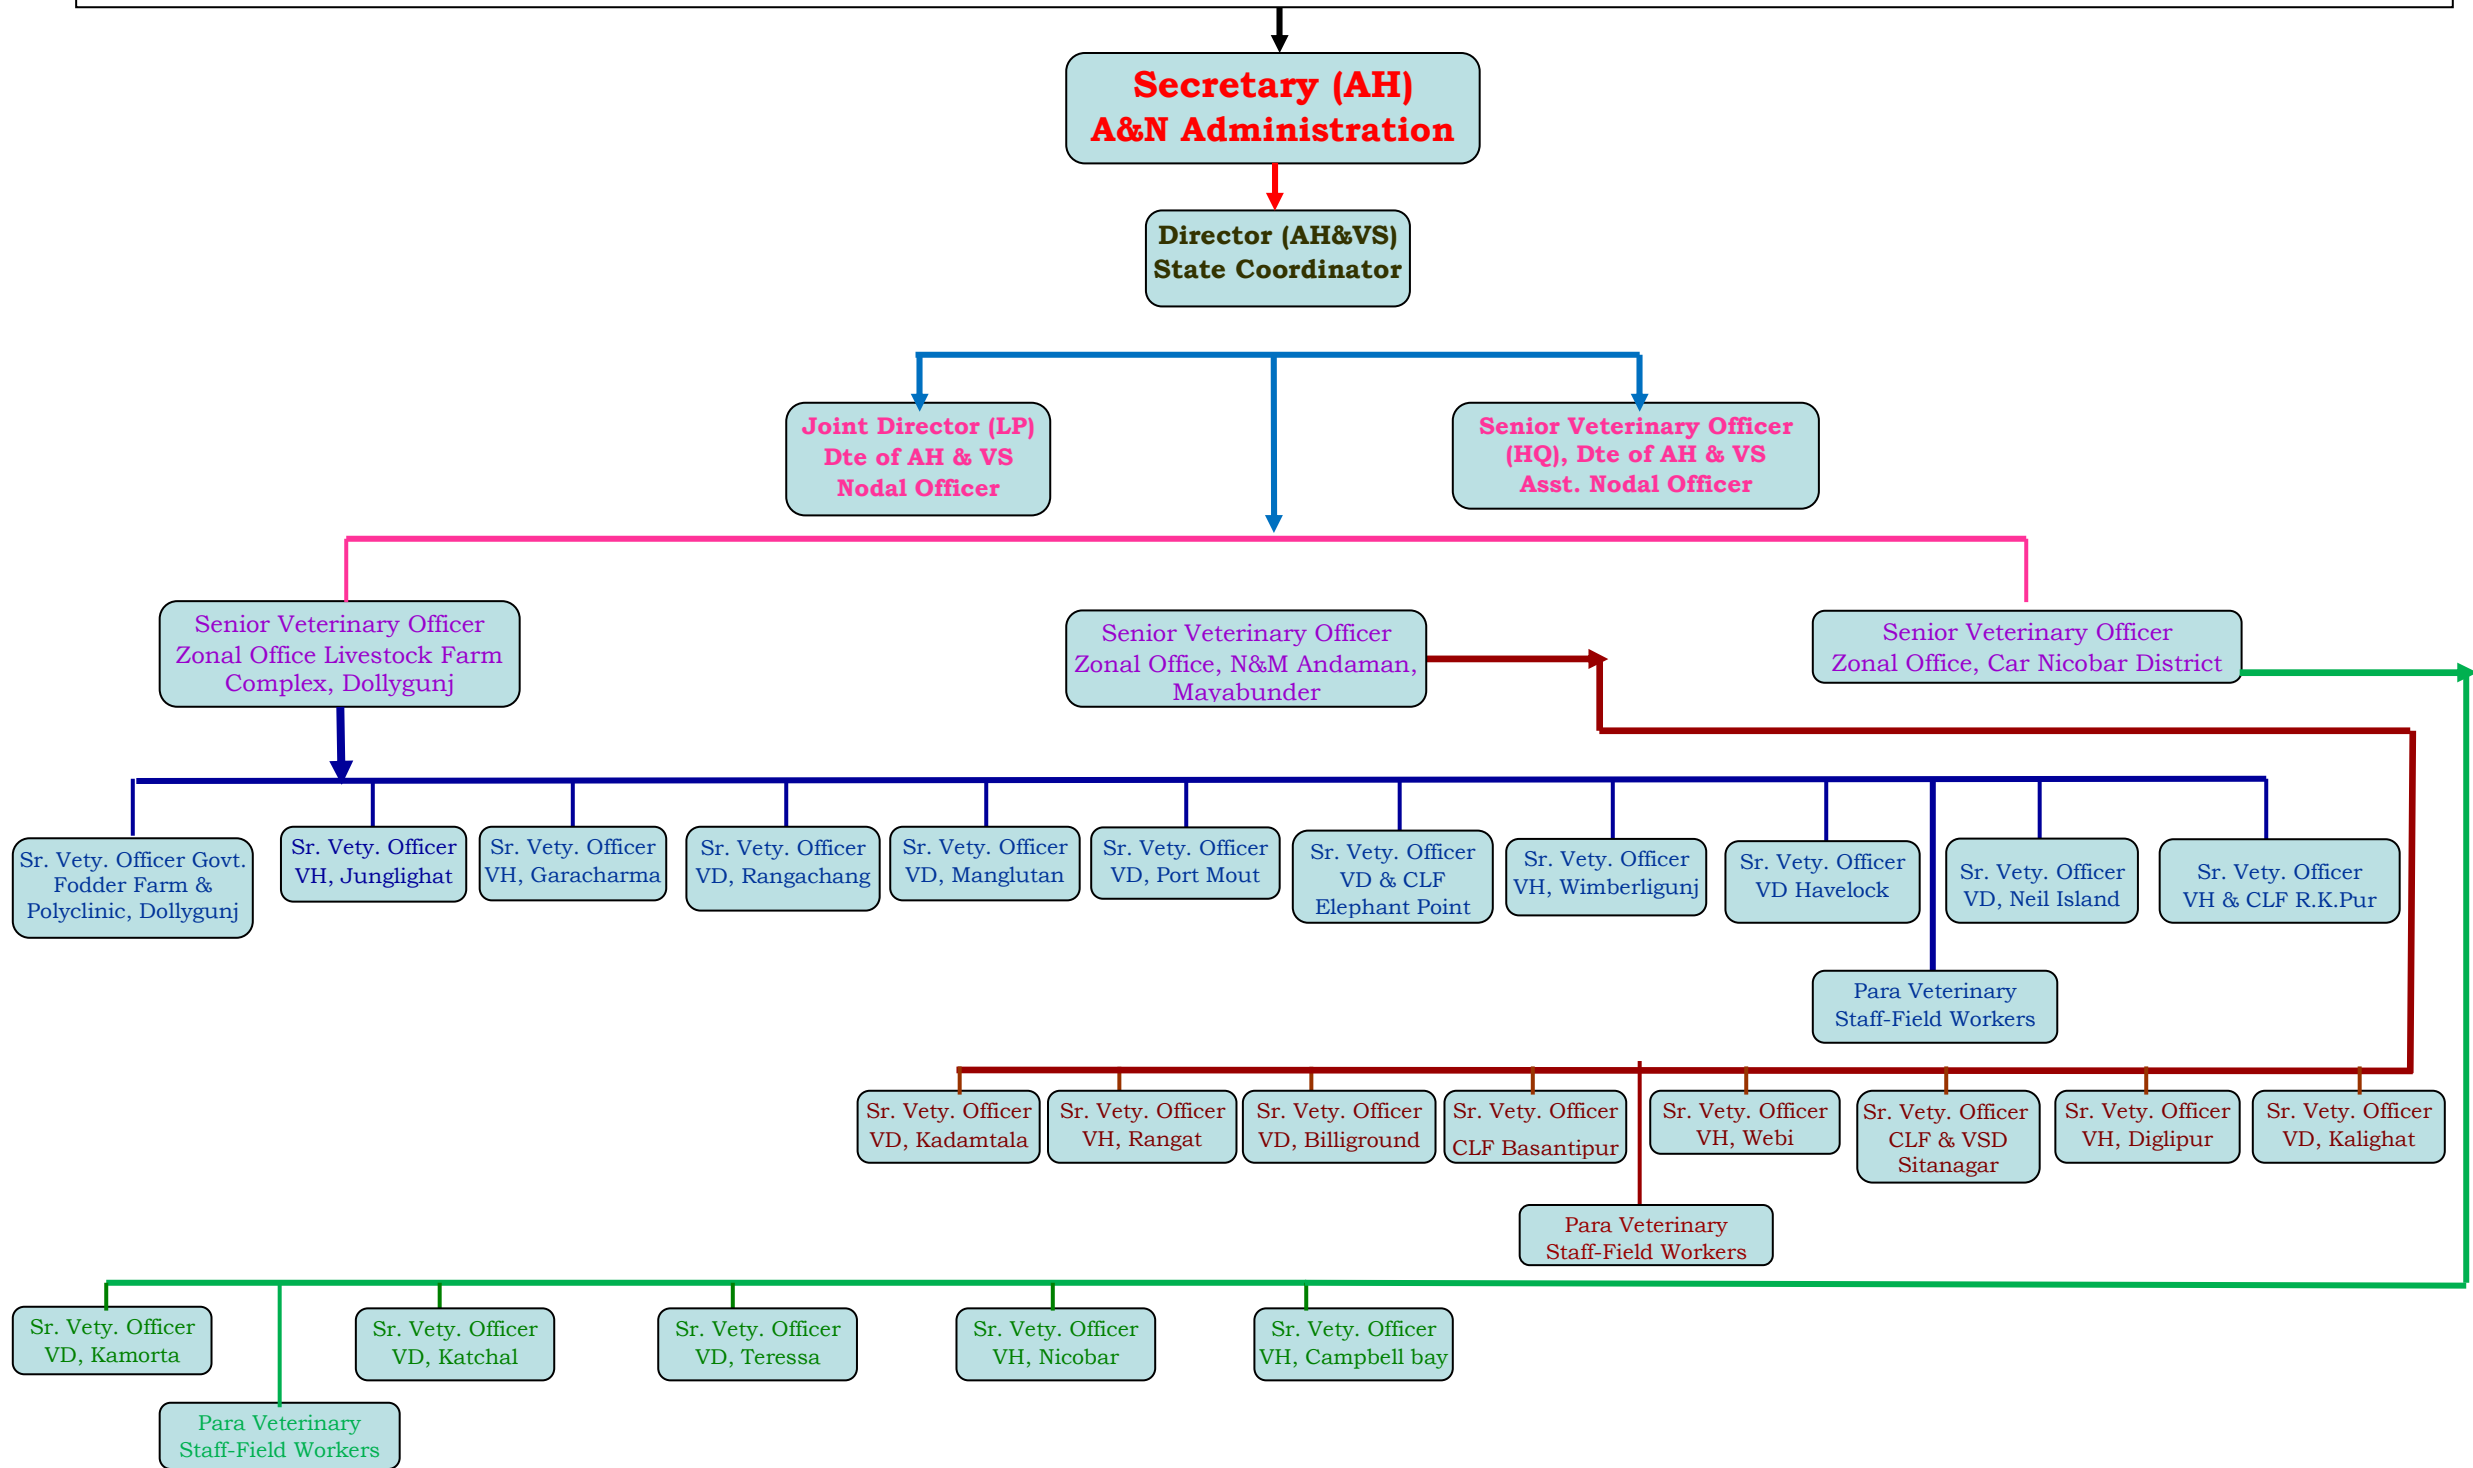 Secretary (AH)
A&N Administration
Director (AH&VS)
State Coordinator
Joint Director (LP)
Dte of AH & VS
Nodal Officer
Senior Veterinary Officer
(HQ), Dte of AH & VS
Asst. Nodal Officer
Senior Veterinary Officer
Zonal Office Livestock Farm
Complex, Dollygunj
Senior Veterinary Officer
Zonal Office, N&M Andaman,
Mayabunder
Senior Veterinary Officer
Zonal Office, Car Nicobar District
Sr. Vety. Officer Govt.
Fodder Farm &
Polyclinic, Dollygunj
Sr. Vety. Officer
VH, Junglighat
Sr. Vety. Officer
VH, Garacharma
Sr. Vety. Officer
VD, Rangachang
Sr. Vety. Officer
VD, Manglutan
Sr. Vety. Officer
VD, Port Mout
Sr. Vety. Officer
VD & CLF
Elephant Point
Sr. Vety. Officer
VH, Wimberligunj
Sr. Vety. Officer
VD Havelock
Sr. Vety. Officer
VD, Neil Island
Sr. Vety. Officer
VH & CLF R.K.Pur
Para Veterinary
Staff-Field Workers
Sr. Vety. Officer
VD, Kadamtala
Sr. Vety. Officer
VH, Rangat
Sr. Vety. Officer
VD, Billiground
Sr. Vety. Officer
CLF Basantipur
Sr. Vety. Officer
VH, Webi
Sr. Vety. Officer
CLF & VSD
Sitanagar
Sr. Vety. Officer
VH, Diglipur
Sr. Vety. Officer
VD, Kalighat
Para Veterinary
Staff-Field Workers
Sr. Vety. Officer
VD, Kamorta
Sr. Vety. Officer
VD, Katchal
Sr. Vety. Officer
VD, Teressa
Sr. Vety. Officer
VH, Nicobar
Sr. Vety. Officer
VH, Campbell bay
Para Veterinary
Staff-Field Workers